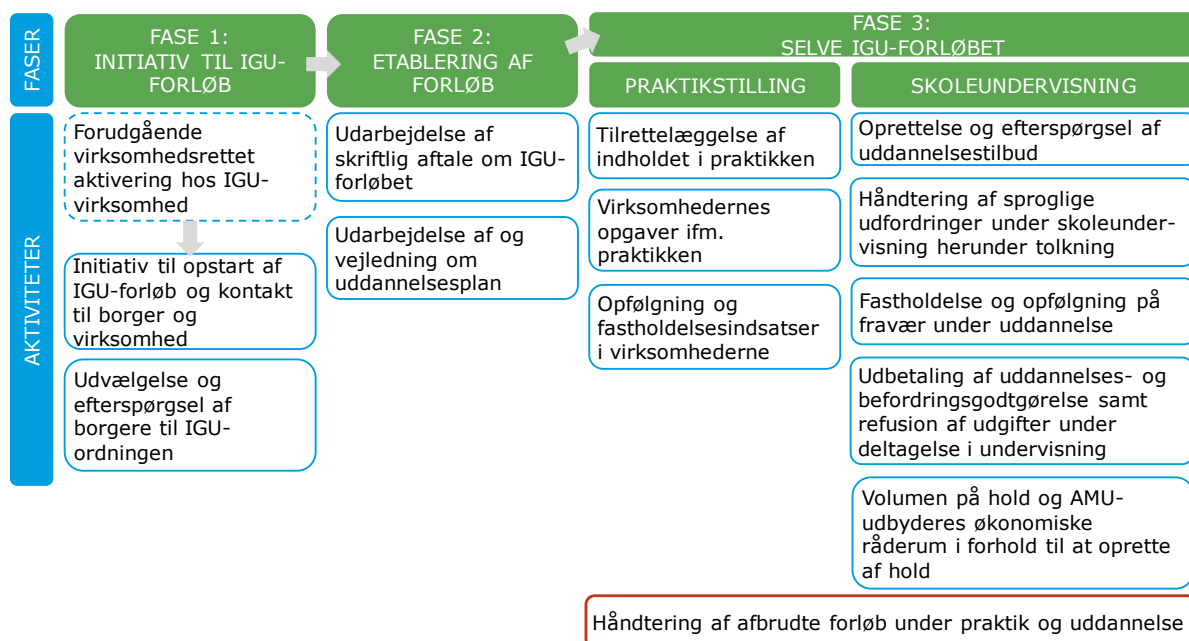 FASER
FASE 1:
INITIATIV TIL IGU-
FORLØB
FASE 2:
ETABLERING AF
FORLØB
FASE 3:
SELVE IGU-FORLØBET
PRAKTIKSTILLING
SKOLEUNDERVISNING
AKTIVITETER
Forudgående
virksomhedsrettet
aktivering hos IGU-
virksomhed
Initiativ til opstart af
IGU-forløb og kontakt
til borger og
virksomhed
Udvælgelse og
efterspørgsel af
borgere til IGU-
ordningen
Udarbejdelse af
skriftlig aftale om IGU-
forløbet
Udarbejdelse af og
vejledning om
uddannelsesplan
Tilrettelæggelse af
indholdet i praktikken
Virksomhedernes
opgaver ifm.
praktikken
Opfølgning og
fastholdelsesindsatser
i virksomhederne
Oprettelse og efterspørgsel af
uddannelsestilbud
Håndtering af sproglige
udfordringer under skoleunder-
visning herunder tolkning
Fastholdelse og opfølgning på
fravær under uddannelse
Udbetaling af uddannelses- og
befordringsgodtgørelse samt
refusion af udgifter under
deltagelse i undervisning
Volumen på hold og AMU-
udbyderes økonomiske
råderum i forhold til at oprette
af hold
Håndtering af afbrudte forløb under praktik og uddannelse